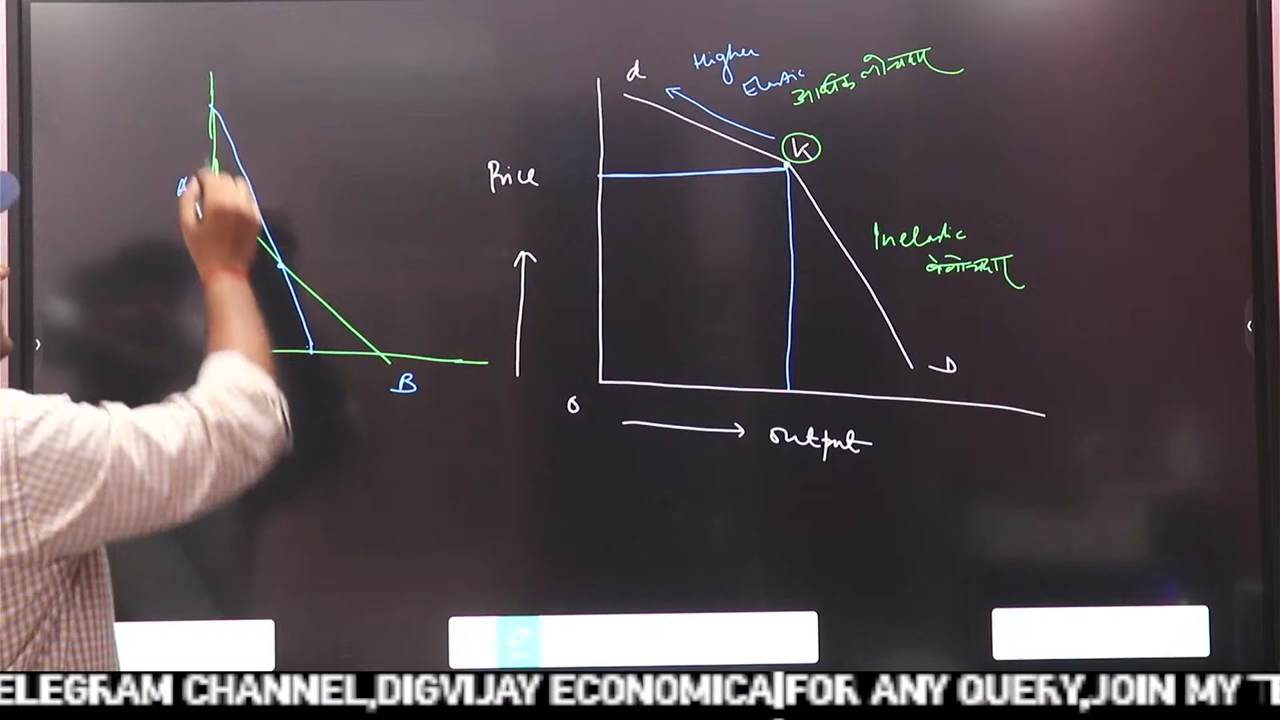 d
Higher
Elastic
अधिक लोचदार
K
a
Price
Inelastic
बेलोचदार
B
D
o
output
ELEGRAM CHANNEL,DIGVIJAY ECONOMICA|FOR ANY QUERY,JOIN MY T